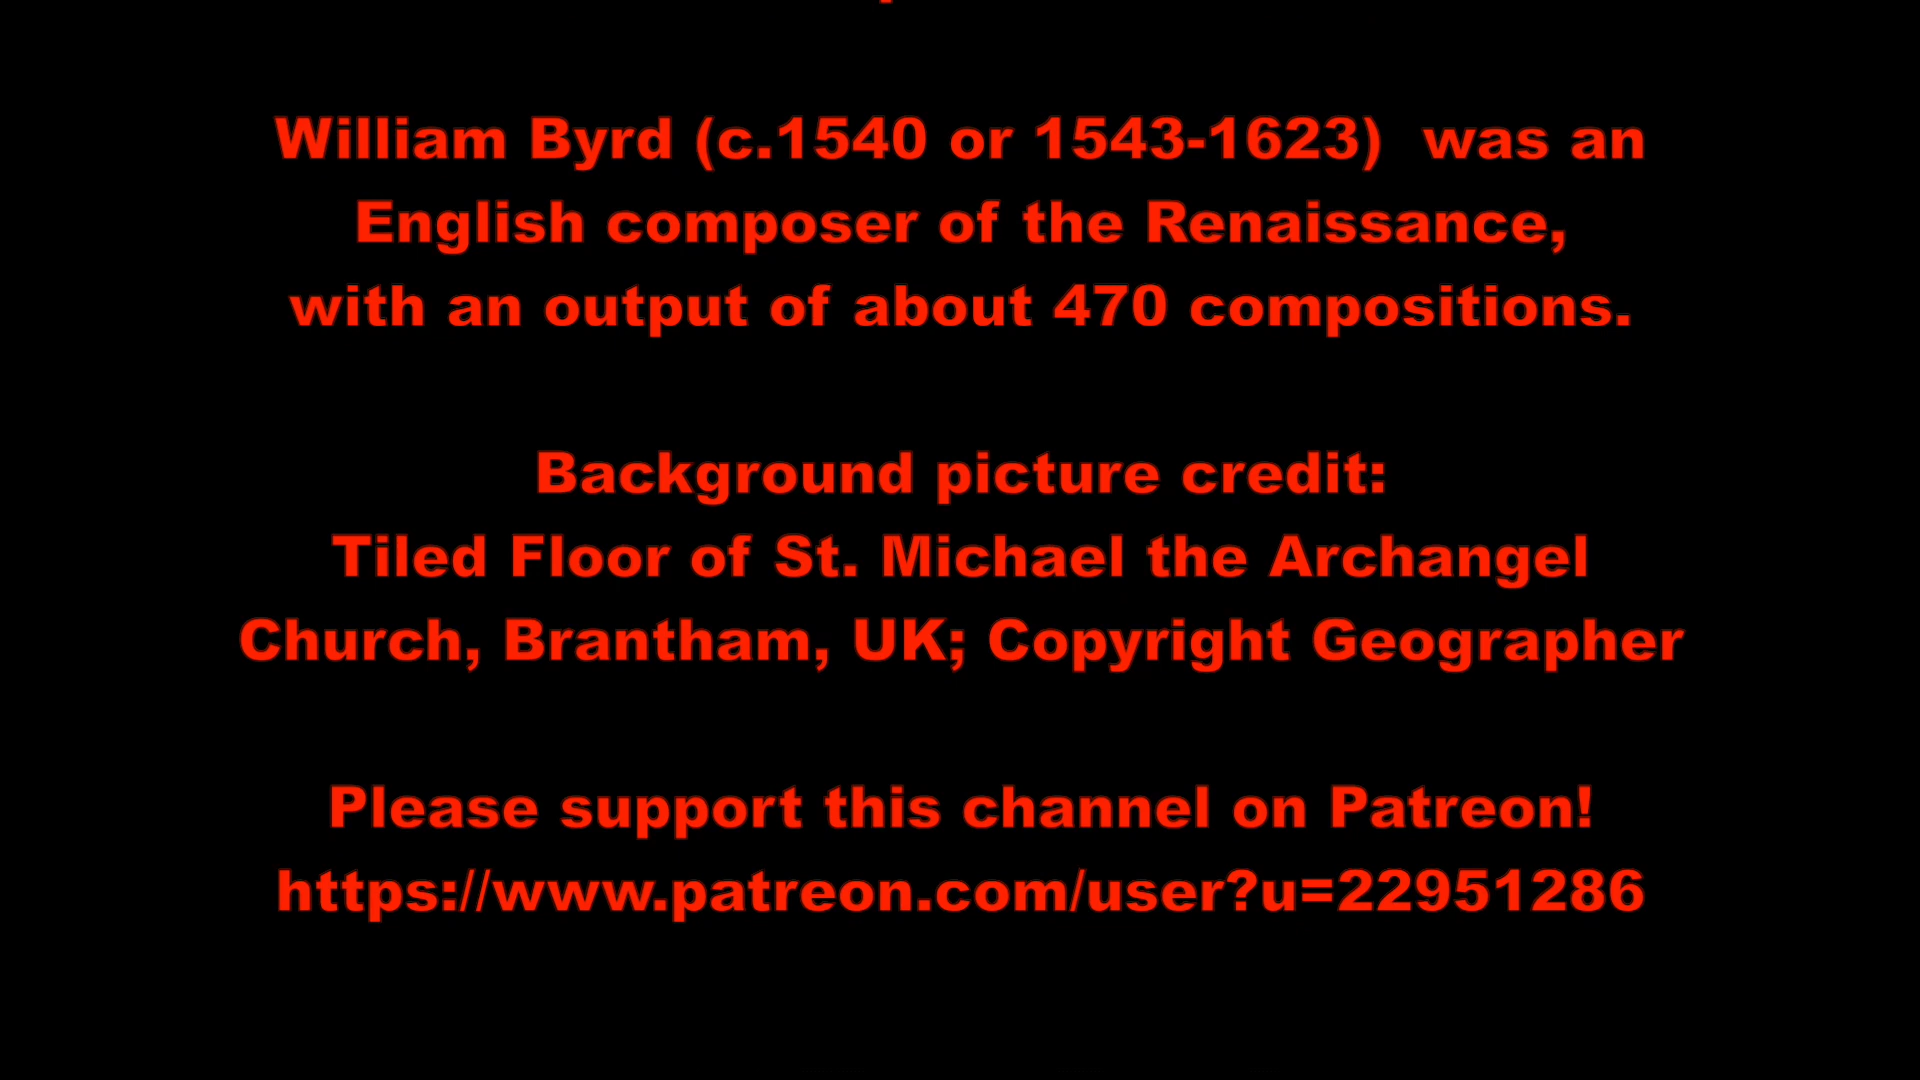 William Byrd (c.1540 or 1543-1623)  was an
English composer of the Renaissance,
with an output of about 470 compositions.
Background picture credit:
Tiled Floor of St. Michael the Archangel
Church, Brantham, UK; Copyright Geographer
Please support this channel on Patreon!
https://www.patreon.com/user?u=22951286